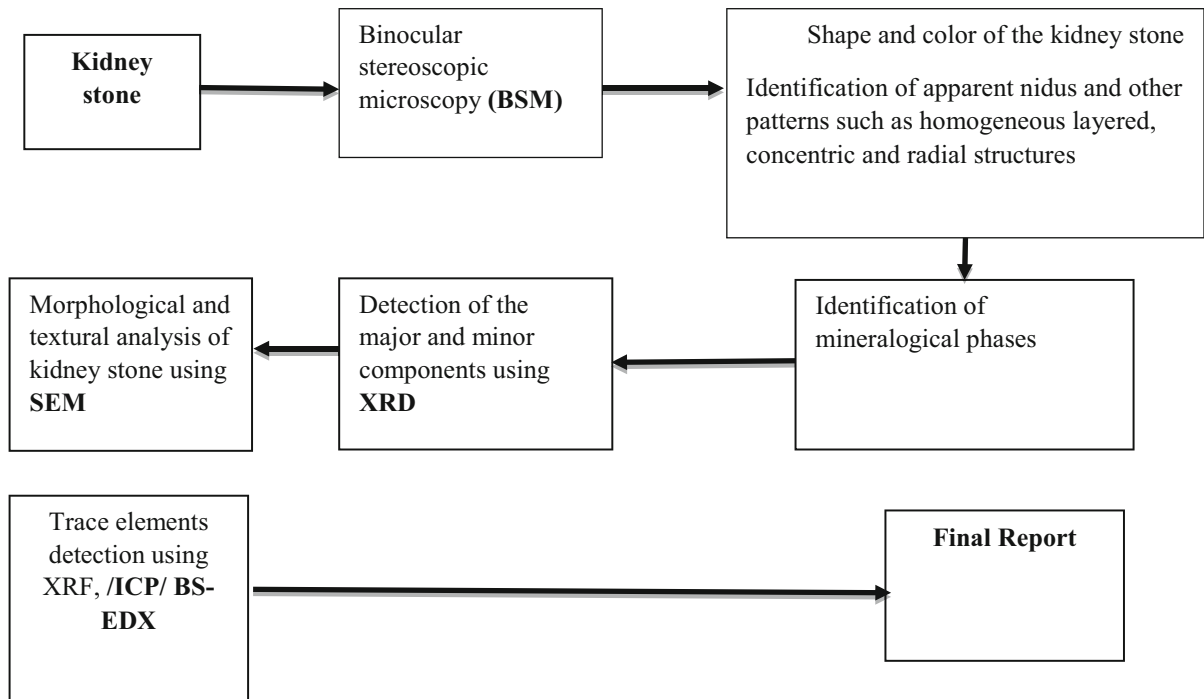 Kidney
stone
Binocular
stereoscopic
microscopy (BSM)
Shape and color of the kidney stone
Identification of apparent nidus and other
patterns such as homogeneous layered,
concentric and radial structures
Identification of
mineralogical phases
Detection of the
major and minor
components using
XRD
Morphological and
textural analysis of
kidney stone using
SEM
Trace elements
detection using
XRF, /ICP/ BS-
EDX
Final Report